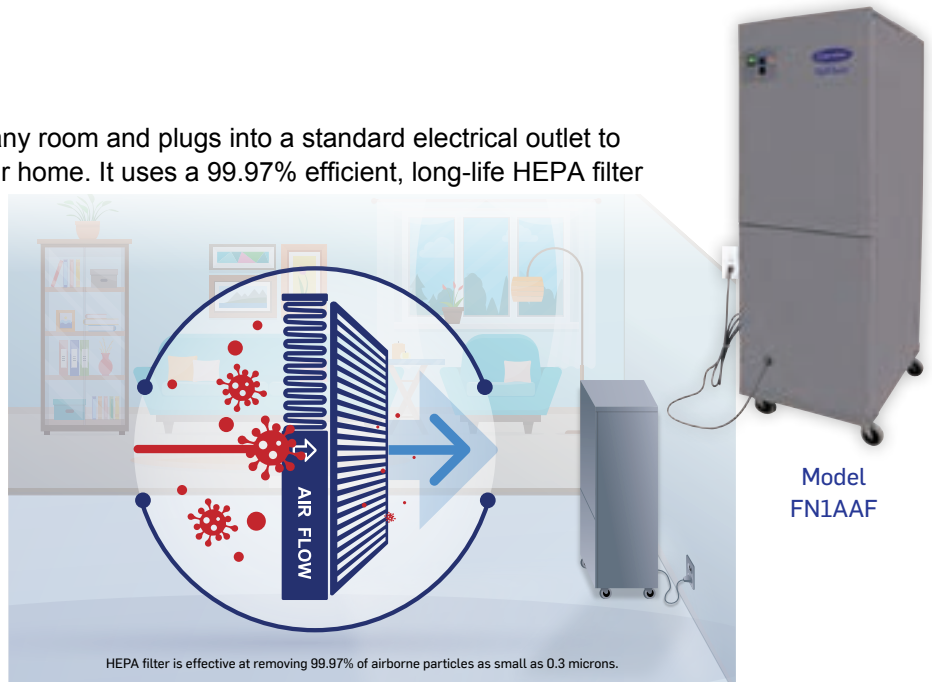 any room and plugs into a standard electrical outlet to
r home. It uses a 99.97% efficient, long-life HEPA filter
AIR FLOW
Model
FN1AAF
HEPA filter is effective at removing 99.97% of airborne particles as small as 0.3 microns.